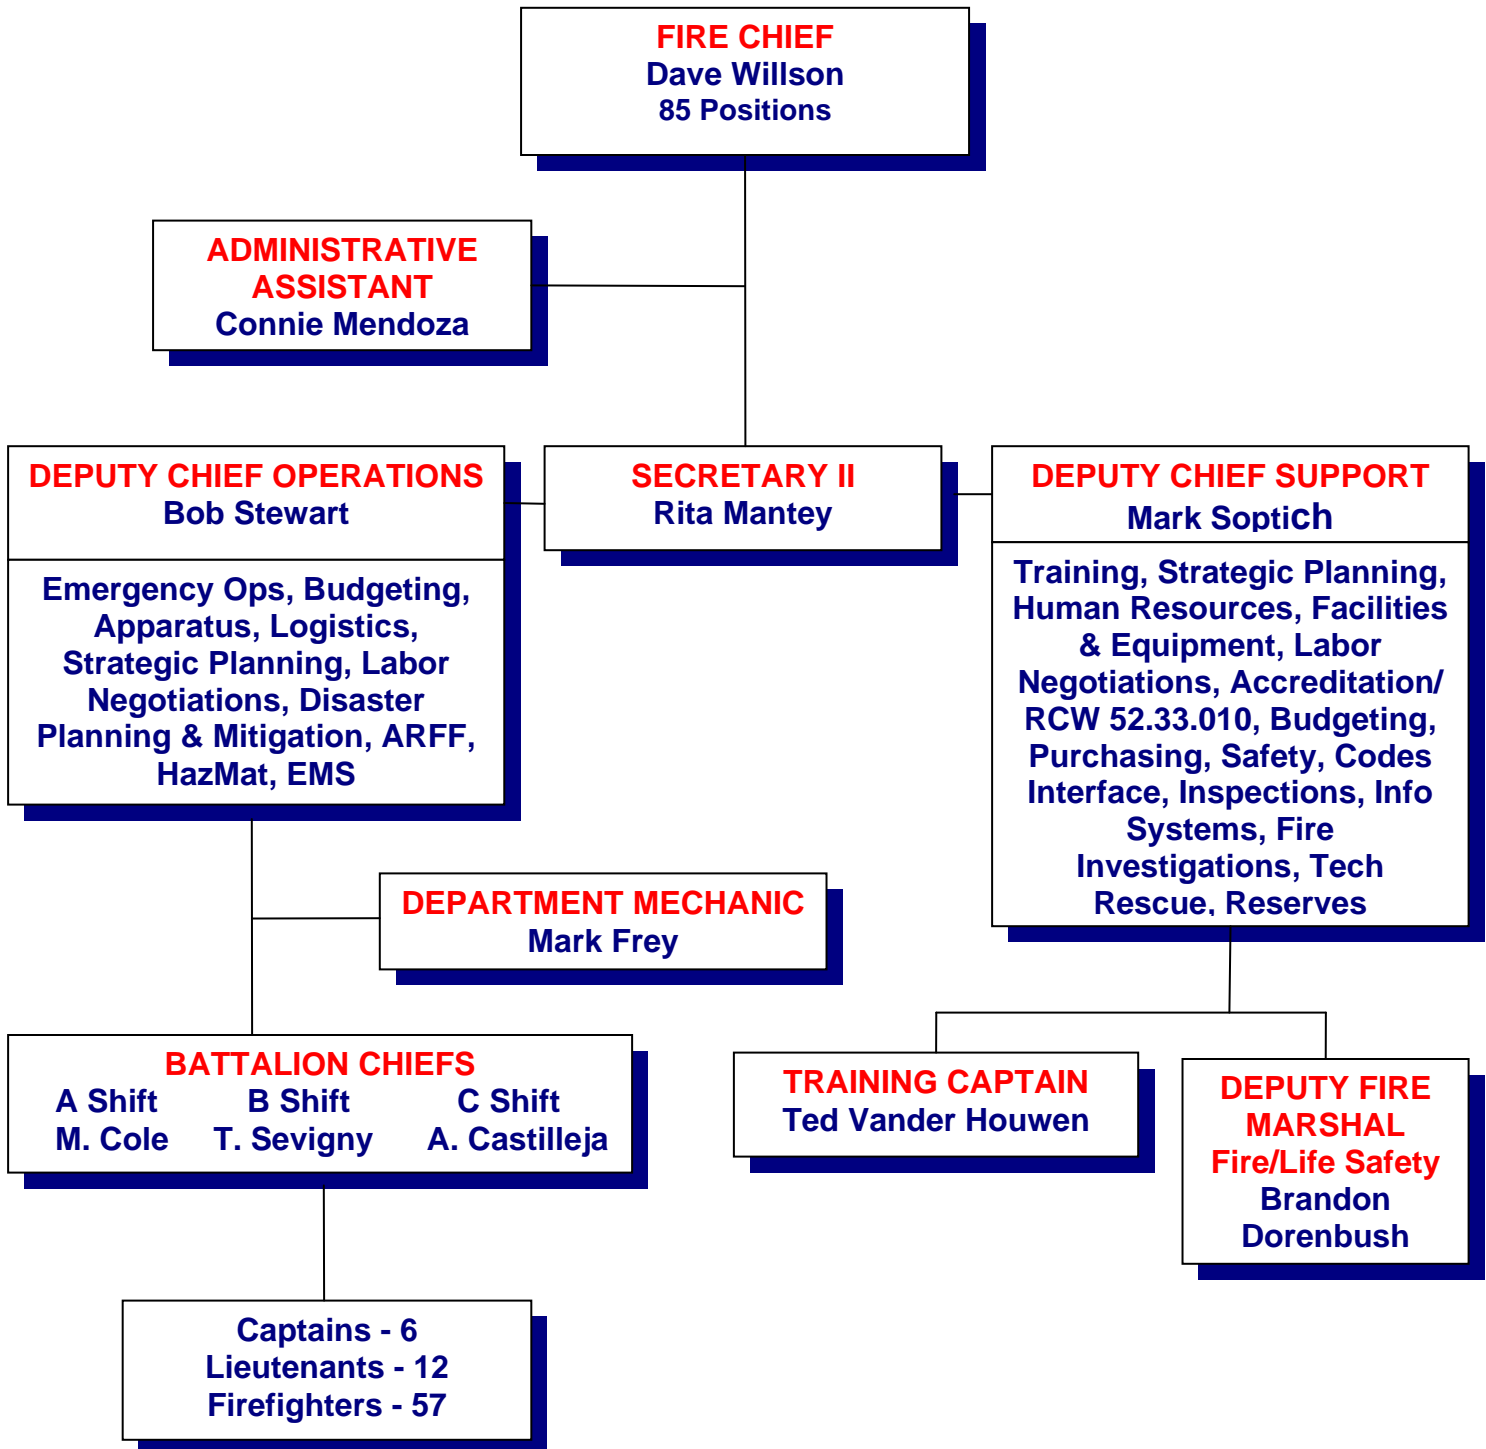 FIRE CHIEF
Dave Willson
85 Positions
ADMINISTRATIVE
ASSISTANT
Connie Mendoza
DEPUTY CHIEF OPERATIONS
Bob Stewart
Emergency Ops, Budgeting,
Apparatus, Logistics,
Strategic Planning, Labor
Negotiations, Disaster
Planning & Mitigation, ARFF,
HazMat, EMS
SECRETARY II
Rita Mantey
DEPUTY CHIEF SUPPORT
Mark Soptich
Training, Strategic Planning,
Human Resources, Facilities
& Equipment, Labor
Negotiations, Accreditation/
RCW 52.33.010, Budgeting,
Purchasing, Safety, Codes
Interface, Inspections, Info
Systems, Fire
Investigations, Tech
Rescue, Reserves
DEPARTMENT MECHANIC
Mark Frey
BATTALION CHIEFS
A Shift B Shift C Shift
M. Cole T. Sevigny A. Castilleja
TRAINING CAPTAIN
Ted Vander Houwen
DEPUTY FIRE
MARSHAL
Fire/Life Safety
Brandon
Dorenbush
Captains - 6
Lieutenants - 12
Firefighters - 57